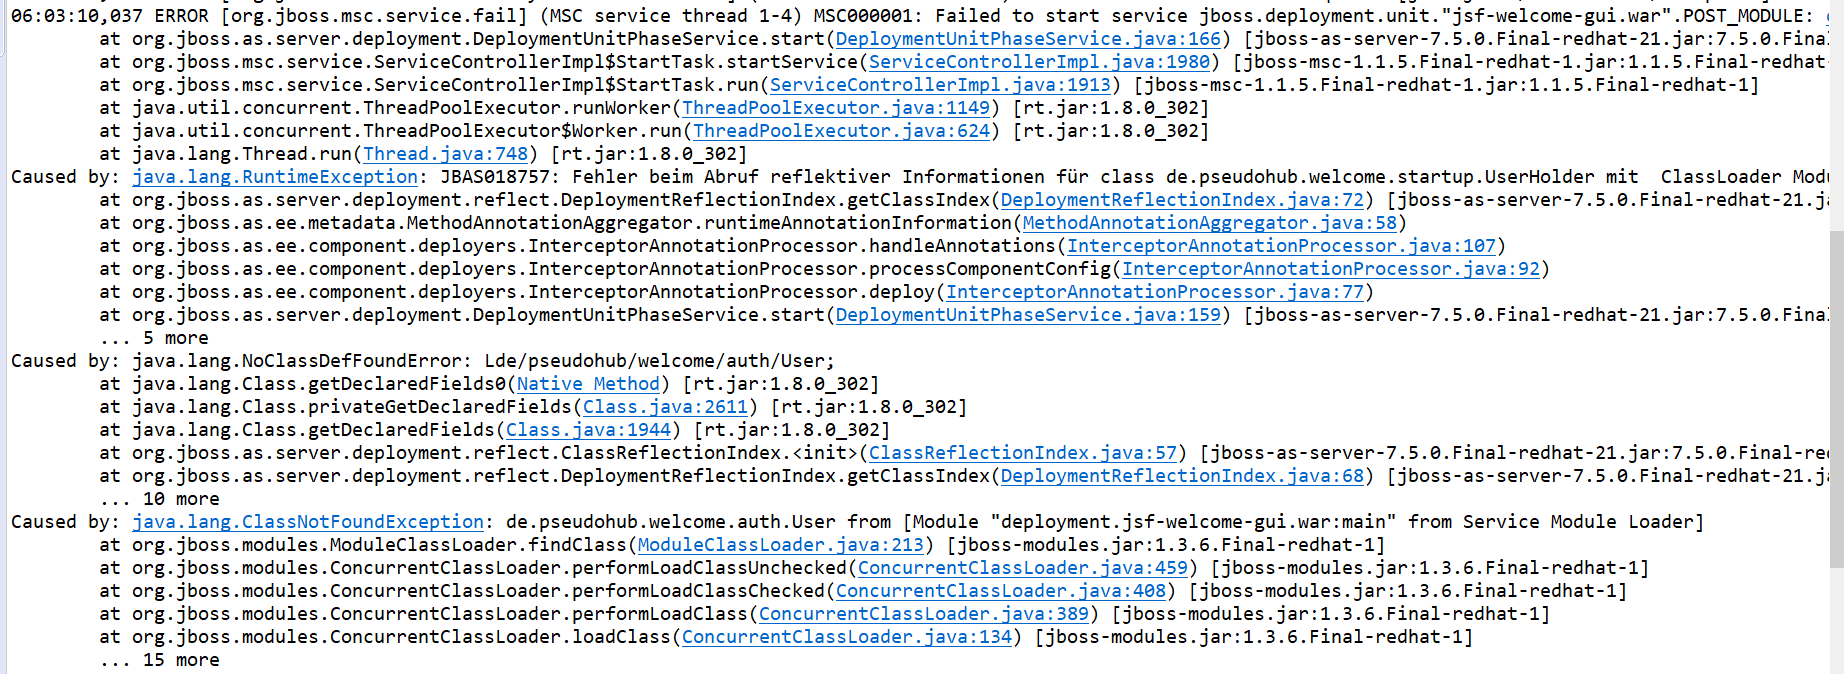 06:03:10,037 ERROR [org.jboss.msc.service.fail] (MSC service thread 1-4) MSC000001: Failed to start service jboss.deployment.unit."jsf-welcome-gui.war".POST_MODULE:
at org.jboss.as.server.deployment.DeploymentUnitPhaseService.start(DeploymentUnitPhaseService.java:166) [jboss-as-server-7.5.0.Final-redhat-21.jar:7.5.0.Fina
at org.jboss.msc.service.ServiceControllerImpl$StartTask.startService(ServiceControllerImpl.java:1980) [jboss-msc-1.1.5.Final-redhat-1.jar:1.1.5.Final-redhat-
at org.jboss.msc.service.ServiceControllerImpl$StartTask.run(ServiceControllerImpl.java:1913) [jboss-msc-1.1.5.Final-redhat-1.jar:1.1.5.Final-redhat-1]
at java.util.concurrent.ThreadPoolExecutor.runWorker(ThreadPoolExecutor.java:1149) [rt.jar:1.8.0_302]
at java.util.concurrent.ThreadPoolExecutor$Worker.run(ThreadPoolExecutor.java:624) [rt.jar:1.8.0_302]
at java.lang.Thread.run(Thread.java:748) [rt.jar:1.8.0_302]
Caused by: java.lang.RuntimeException: JBAS018757: Fehler beim Abruf reflektiver Informationen für class de.pseudohub.welcome.startup.UserHolder mit  ClassLoader Modu
at org.jboss.as.server.deployment.reflect.DeploymentReflectionIndex.getClassIndex(DeploymentReflectionIndex.java:72) [jboss-as-server-7.5.0.Final-redhat-21.ja
at org.jboss.as.ee.metadata.MethodAnnotationAggregator.runtimeAnnotationInformation(MethodAnnotationAggregator.java:58)
at org.jboss.as.ee.component.deployers.InterceptorAnnotationProcessor.handleAnnotations(InterceptorAnnotationProcessor.java:107)
at org.jboss.as.ee.component.deployers.InterceptorAnnotationProcessor.processComponentConfig(InterceptorAnnotationProcessor.java:92)
at org.jboss.as.ee.component.deployers.InterceptorAnnotationProcessor.deploy(InterceptorAnnotationProcessor.java:77)
at org.jboss.as.server.deployment.DeploymentUnitPhaseService.start(DeploymentUnitPhaseService.java:159) [jboss-as-server-7.5.0.Final-redhat-21.jar:7.5.0.Fina
... 5 more
Caused by: java.lang.NoClassDefFoundError: Lde/pseudohub/welcome/auth/User;
at java.lang.Class.getDeclaredFields0(Native Method) [rt.jar:1.8.0_302]
at java.lang.Class.privateGetDeclaredFields(Class.java:2611) [rt.jar:1.8.0_302]
at java.lang.Class.getDeclaredFields(Class.java:1944) [rt.jar:1.8.0_302]
at org.jboss.as.server.deployment.reflect.ClassReflectionIndex.<init>(ClassReflectionIndex.java:57) [jboss-as-server-7.5.0.Final-redhat-21.jar:7.5.0.Final-red
at org.jboss.as.server.deployment.reflect.DeploymentReflectionIndex.getClassIndex(DeploymentReflectionIndex.java:68) [jboss-as-server-7.5.0.Final-redhat-21.ja
... 10 more
Caused by: java.lang.ClassNotFoundException: de.pseudohub.welcome.auth.User from [Module "deployment.jsf-welcome-gui.war:main" from Service Module Loader]
at org.jboss.modules.ModuleClassLoader.findClass(ModuleClassLoader.java:213) [jboss-modules.jar:1.3.6.Final-redhat-1]
at org.jboss.modules.ConcurrentClassLoader.performLoadClassUnchecked(ConcurrentClassLoader.java:459) [jboss-modules.jar:1.3.6.Final-redhat-1]
at org.jboss.modules.ConcurrentClassLoader.performLoadClassChecked(ConcurrentClassLoader.java:408) [jboss-modules.jar:1.3.6.Final-redhat-1]
at org.jboss.modules.ConcurrentClassLoader.performLoadClass(ConcurrentClassLoader.java:389) [jboss-modules.jar:1.3.6.Final-redhat-1]
at org.jboss.modules.ConcurrentClassLoader.loadClass(ConcurrentClassLoader.java:134) [jboss-modules.jar:1.3.6.Final-redhat-1]
... 15 more